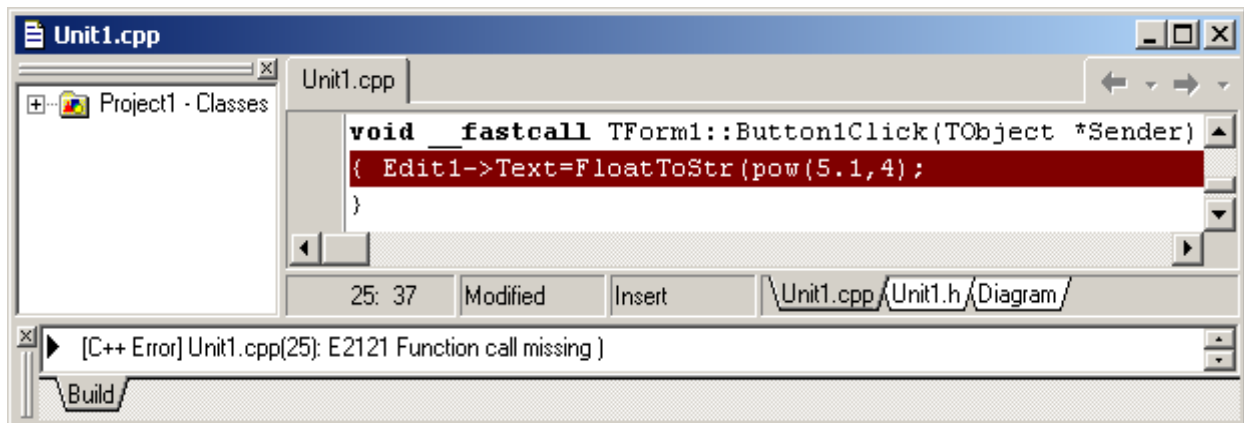 Unit1.cpp
Project1 - Classes
Unit1.cpp
void __fastcall TForm1::Button1Click(TObject *Sender)
{ Edit1->Text=FloatToStr(pow(5.1,4);
}
25: 37 Modified Insert Unit1.cpp Unit1.h Diagram
[C++ Error] Unit1.cpp(25): E2121 Function call missing )
Build